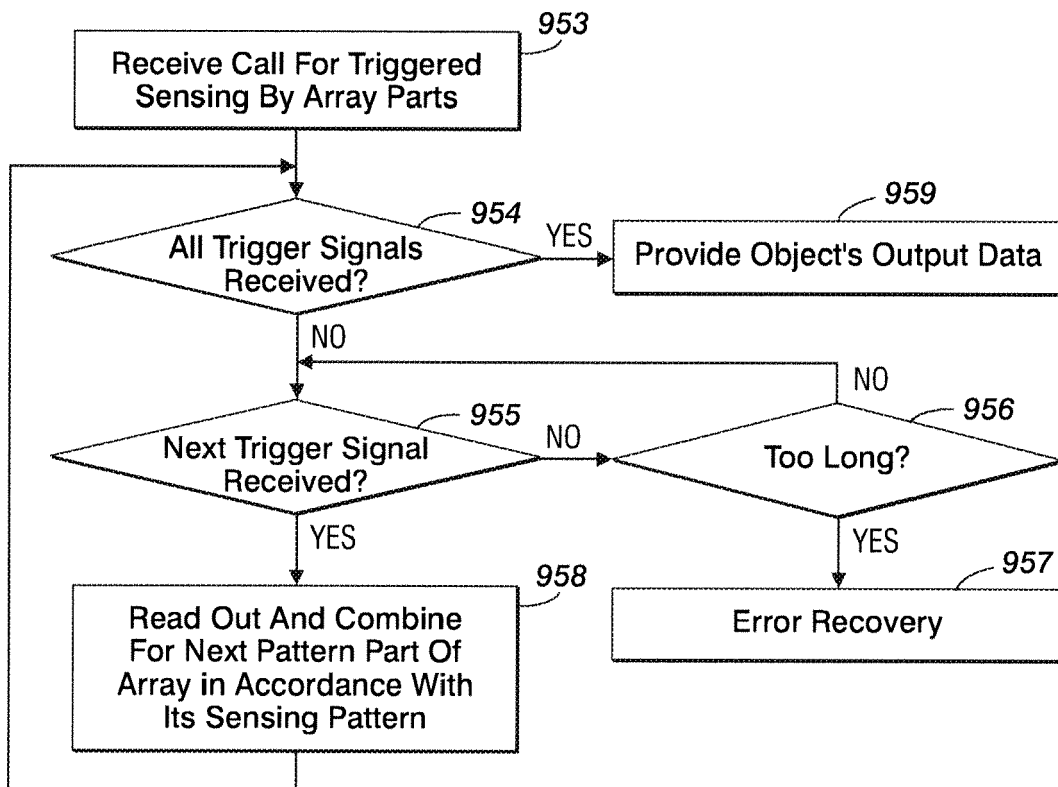 953
Receive Call For Triggered
Sensing By Array Parts
954
All Trigger Signals
Received?
YES
959
Provide Object's Output Data
NO
NO
955
Next Trigger Signal
Received?
NO
956
Too Long?
YES
YES
958
Read Out And Combine
For Next Pattern Part Of
Array in Accordance With
Its Sensing Pattern
957
Error Recovery